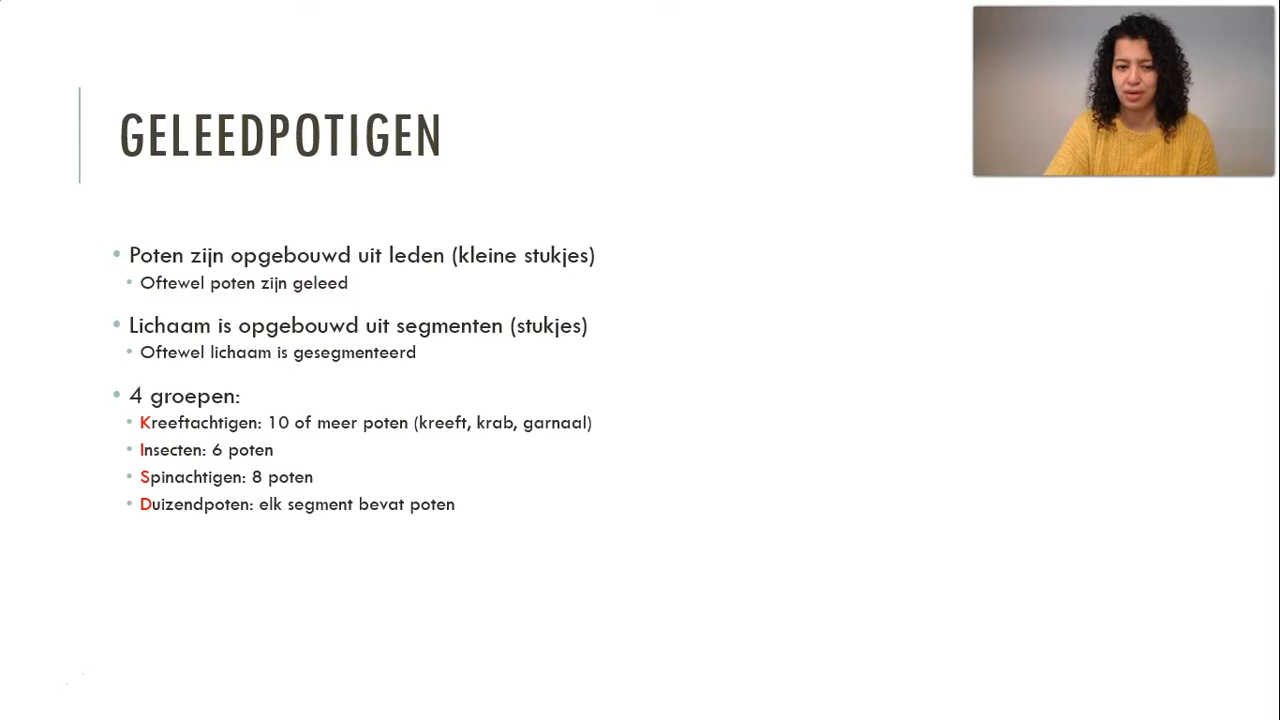 GELEEDPOTIGEN
• Poten zijn opgebouwd uit leden (kleine stukjes)
• Oftewel poten zijn geleed
• Lichaam is opgebouwd uit segmenten (stukjes)
• Oftewel lichaam is gesegmenteerd
• 4 groepen:
• Kreeftachtigen: 10 of meer poten (kreeft, krab, garnaal)
• Insecten: 6 poten
• Spinachtigen: 8 poten
• Duizendpoten: elk segment bevat poten